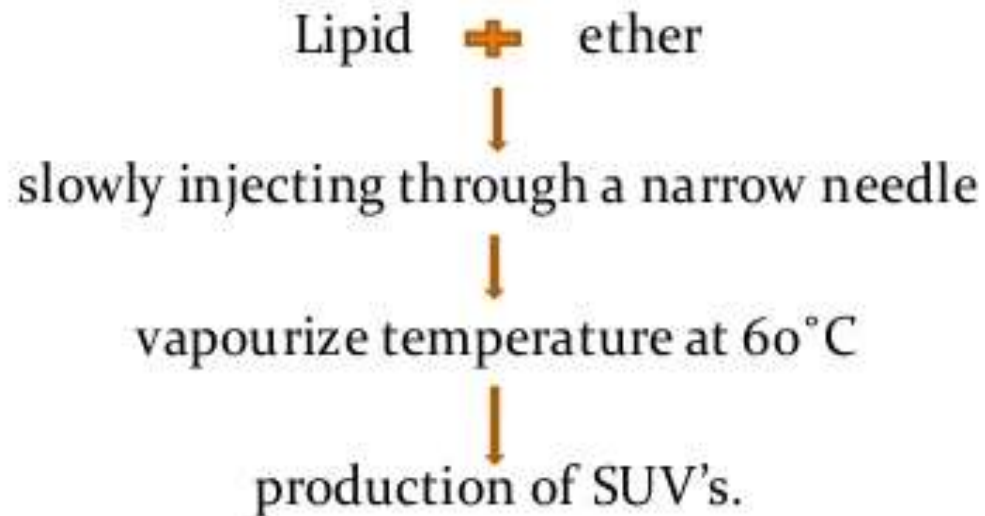 Lipid + ether
slowly injecting through a narrow needle
vapourize temperature at 60°C
production of SUV's.